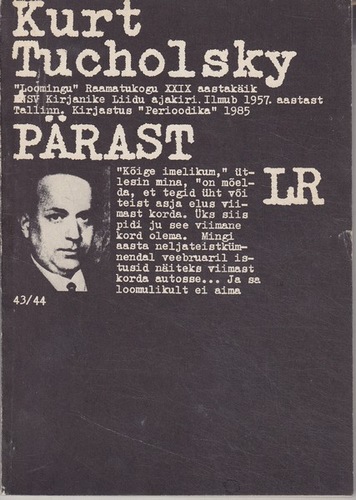 Kurt
Tucholsky
"Loomingu" Raamatukogu XXIX aastakäik
ENSV Kirjanike Liidu ajakiri. Ilmub 1957. aastast
Tallinn. Kirjastus "Perioodika" 1985
PÄRAST
LR
"Kõige imelikum," üt-
lesin mina, "on mõel-
da, et tegid üht või
teist asja elus vii-
mast korda. Üks siis
pidi ju see viimane
kord olema. Mingi
aasta neljateistküm-
nendal veebruaril is-
tusid näiteks viimast
korda autosse... Ja sa
loomulikult ei aima
43/44